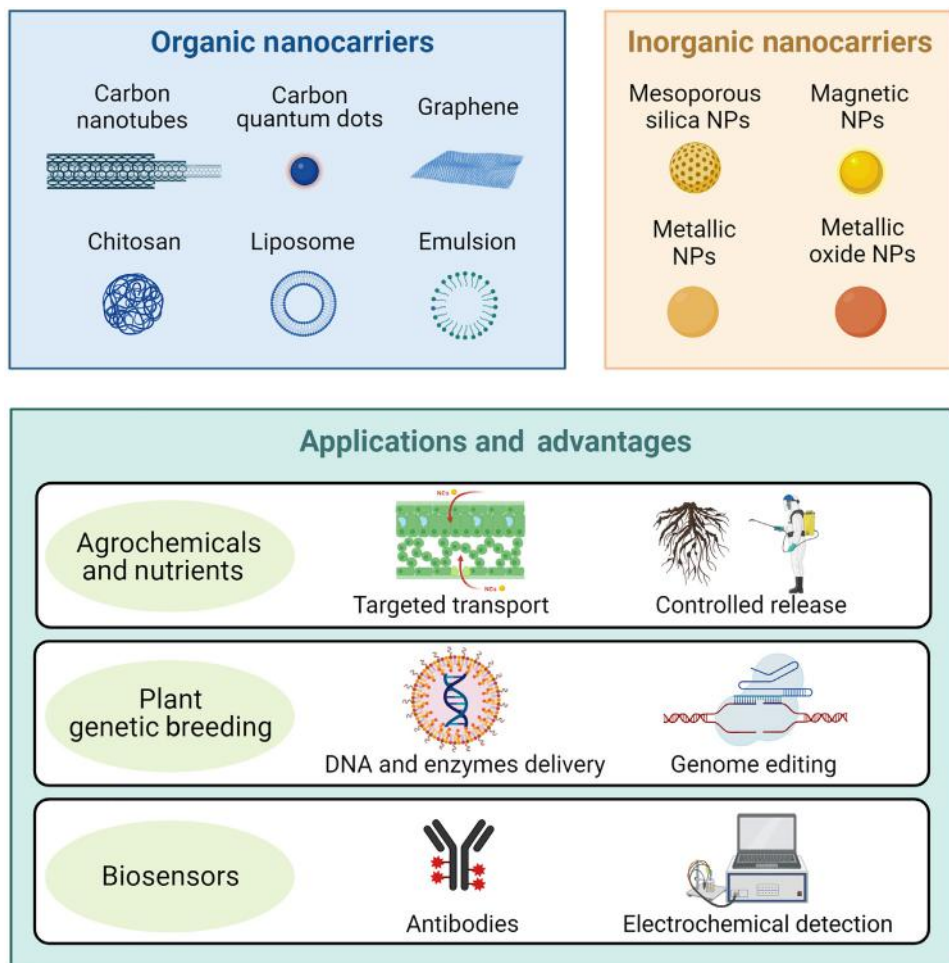 Organic nanocarriers
Carbon
nanotubes
Carbon
quantum dots
Graphene
Chitosan
Liposome
Emulsion
Inorganic nanocarriers
Mesoporous
silica NPs
Magnetic
NPs
Metallic
NPs
Metallic
oxide NPs
Applications and advantages
Agrochemicals
and nutrients
NEs
NEs
Targeted transport
Controlled release
Plant
genetic breeding
DNA and enzymes delivery
Genome editing
Biosensors
Antibodies
Electrochemical detection